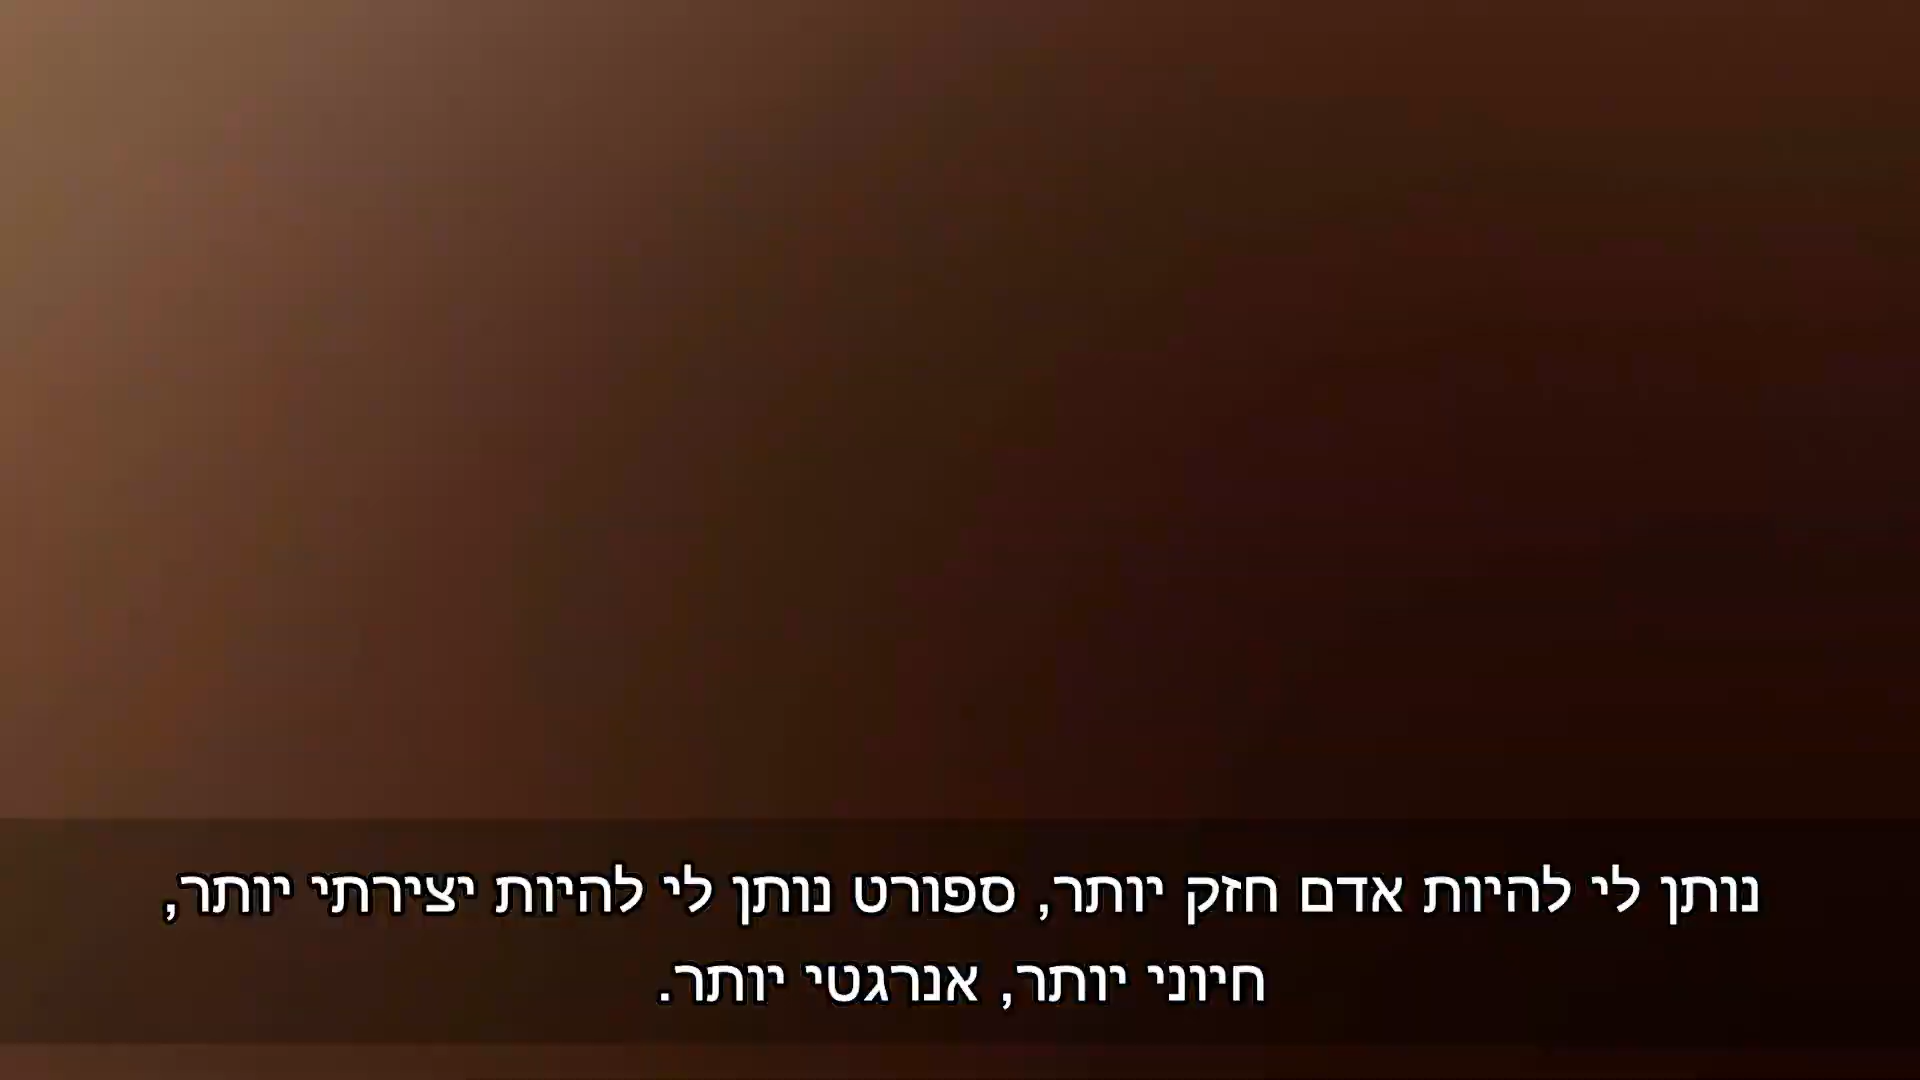 נותן לי להיות אדם חזק יותר, ספורט נותן לי להיות יצירתי יותר,
חיוני יותר, אנרגטי יותר.